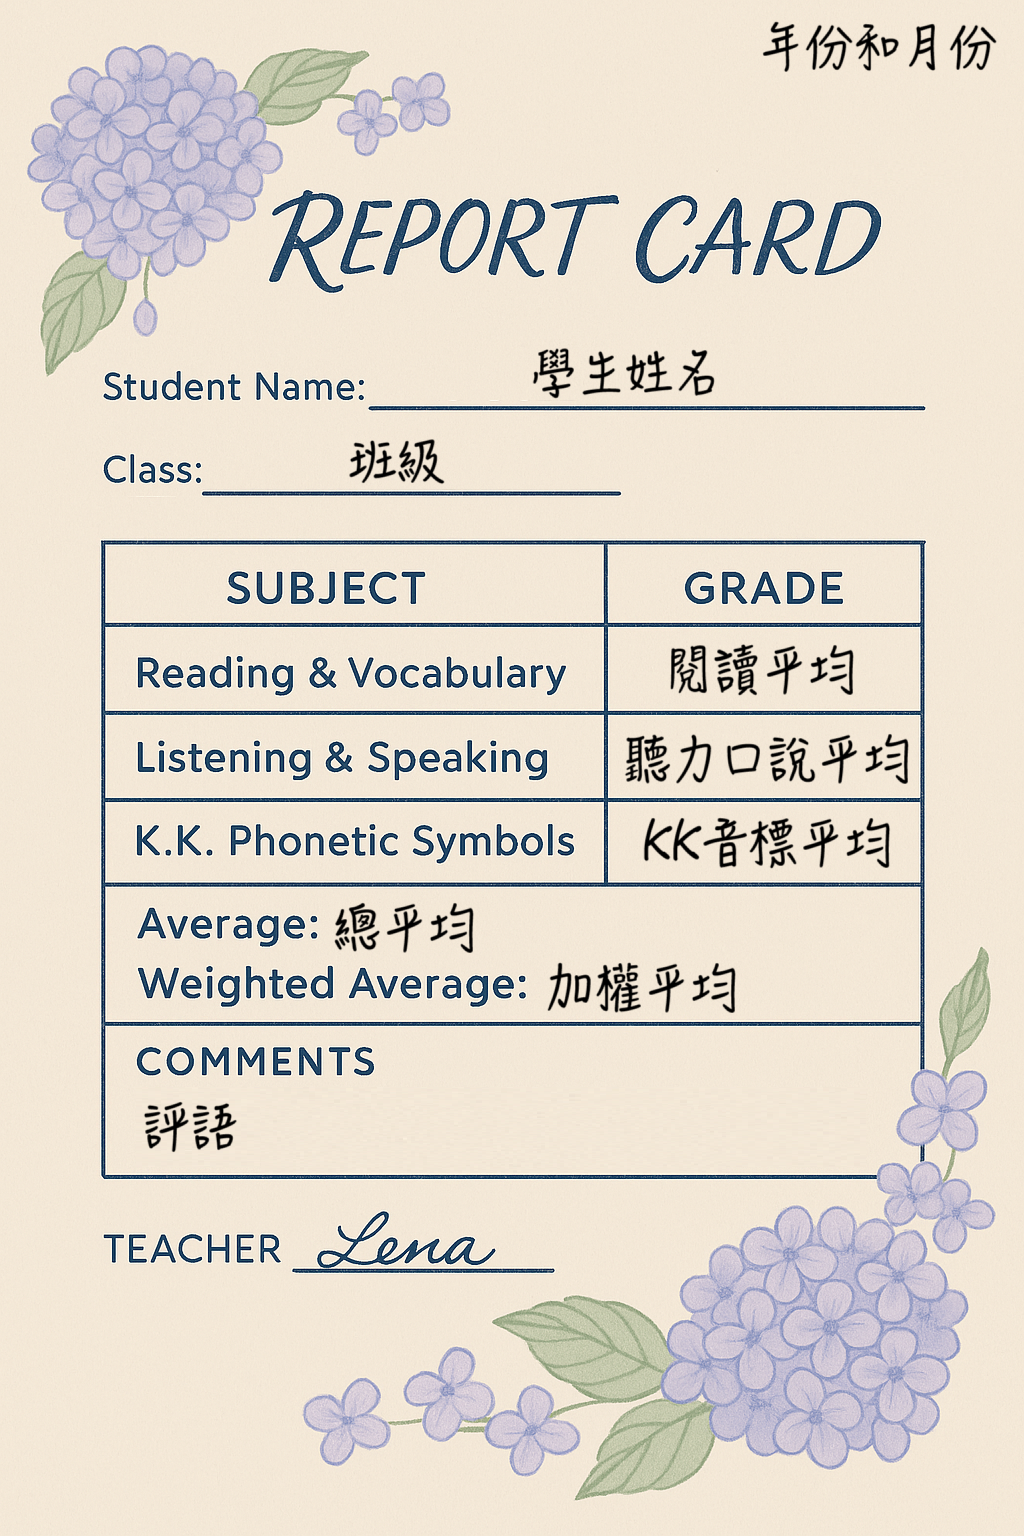 年份和月份
REPORT CARD
Student Name: 學生姓名
Class: 班級
SUBJECT GRADE
Reading & Vocabulary 閱讀平均
Listening & Speaking 聽力口說平均
K.K. Phonetic Symbols KK音標平均
Average: 總平均
Weighted Average: 加權平均
COMMENTS
評語
TEACHER Lena